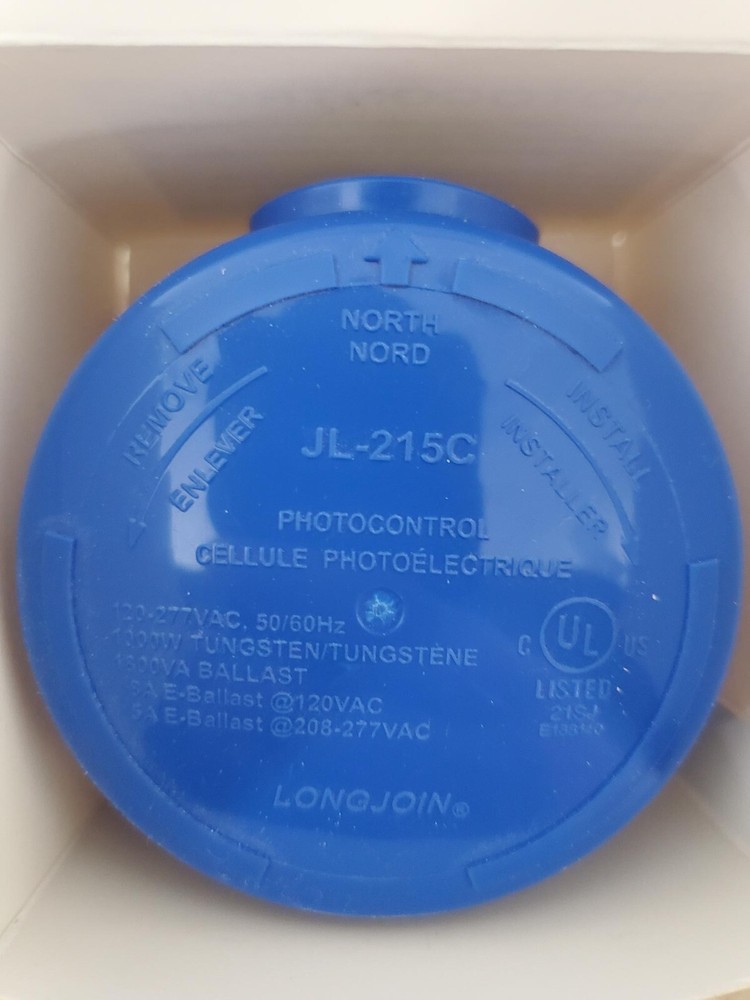 NORTH
NORD
REMOVE
ENLEVER
INSTALL
INSTALLER
JL-215C
PHOTOCONTROL
CELLULE PHOTOÉLECTRIQUE
120-277VAC, 50/60Hz
1000W TUNGSTEN/TUNGSTÈNE
BALLAST
E-Ballast @120VAC
E-Ballast @208-277VAC
C UL US
LISTED
LONGJOIN®